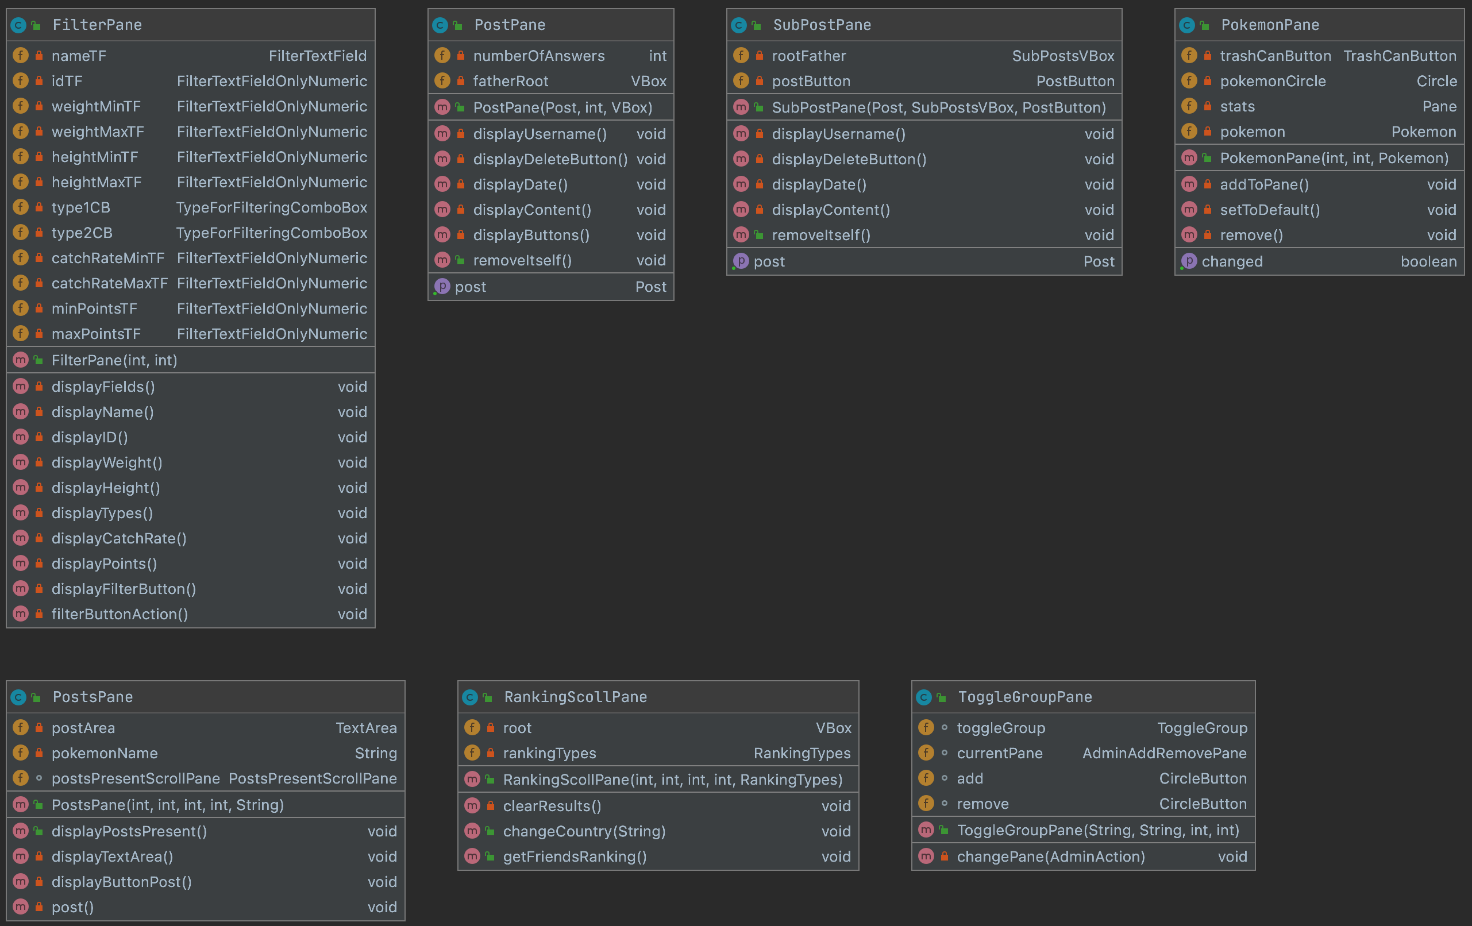 FilterPane
nameTF FilterTextField
idTF FilterTextFieldOnlyNumeric
weightMinTF FilterTextFieldOnlyNumeric
weightMaxTF FilterTextFieldOnlyNumeric
heightMinTF FilterTextFieldOnlyNumeric
heightMaxTF FilterTextFieldOnlyNumeric
type1CB TypeForFilteringComboBox
type2CB TypeForFilteringComboBox
catchRateMinTF FilterTextFieldOnlyNumeric
catchRateMaxTF FilterTextFieldOnlyNumeric
minPointsTF FilterTextFieldOnlyNumeric
maxPointsTF FilterTextFieldOnlyNumeric
FilterPane(int, int)
displayFields() void
displayName() void
displayID() void
displayWeight() void
displayHeight() void
displayTypes() void
displayCatchRate() void
displayPoints() void
displayFilterButton() void
filterButtonAction() void
PostPane
numberOfAnswers int
fatherRoot VBox
PostPane(Post, int, VBox)
displayUsername() void
displayDeleteButton() void
displayDate() void
displayContent() void
displayButtons() void
removeItself() void
post Post
SubPostPane
rootFather SubPostsVBox
postButton PostButton
SubPostPane(Post, SubPostsVBox, PostButton)
displayUsername() void
displayDeleteButton() void
displayDate() void
displayContent() void
removeItself() void
post Post
PokemonPane
trashCanButton TrashCanButton
pokemonCircle Circle
stats Pane
pokemon Pokemon
PokemonPane(int, int, Pokemon)
addToPane() void
setToDefault() void
remove() void
changed boolean
PostsPane
postArea TextArea
pokemonName String
postsPresentScrollPane PostsPresentScrollPane
PostsPane(int, int, int, int, String)
displayPostsPresent() void
displayTextArea() void
displayButtonPost() void
post() void
RankingScollPane
root VBox
rankingTypes RankingTypes
RankingScollPane(int, int, int, int, RankingTypes)
clearResults() void
changeCountry(String) void
getFriendsRanking() void
ToggleGroupPane
toggleGroup ToggleGroup
currentPane AdminAddRemovePane
add CircleButton
remove CircleButton
ToggleGroupPane(String, String, int, int)
changePane(AdminAction) void